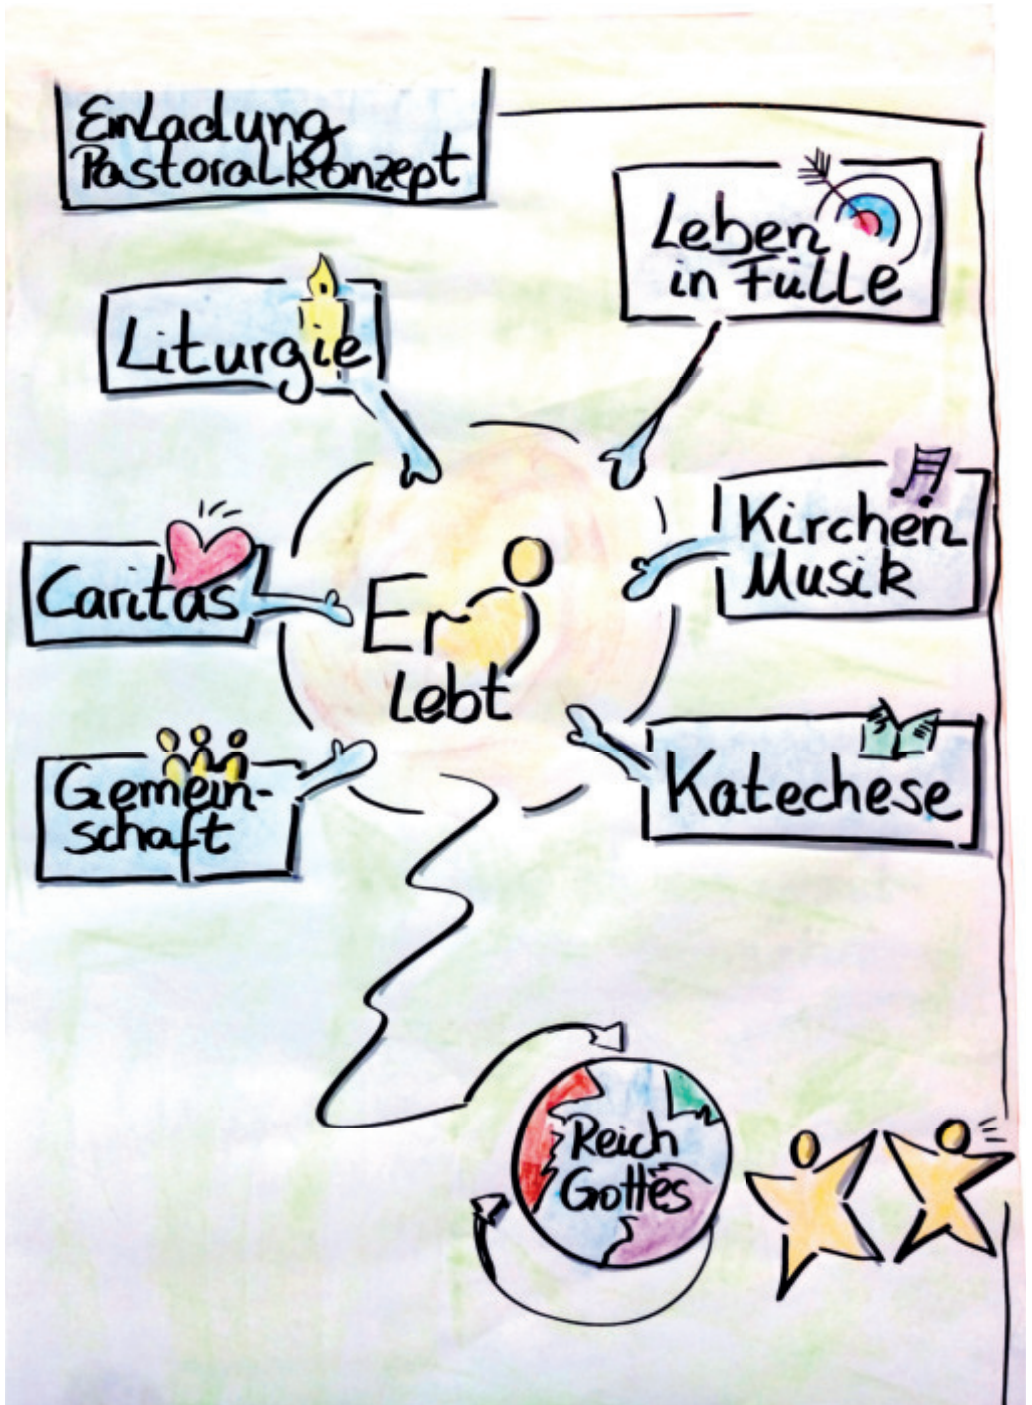 Einladung
Pastoralkonzept
Leben
in Fülle
Liturgie
Kirchen
Musik
Caritas
Er
lebt
Gemein-
schaft
Katechese
Reich
Gottes